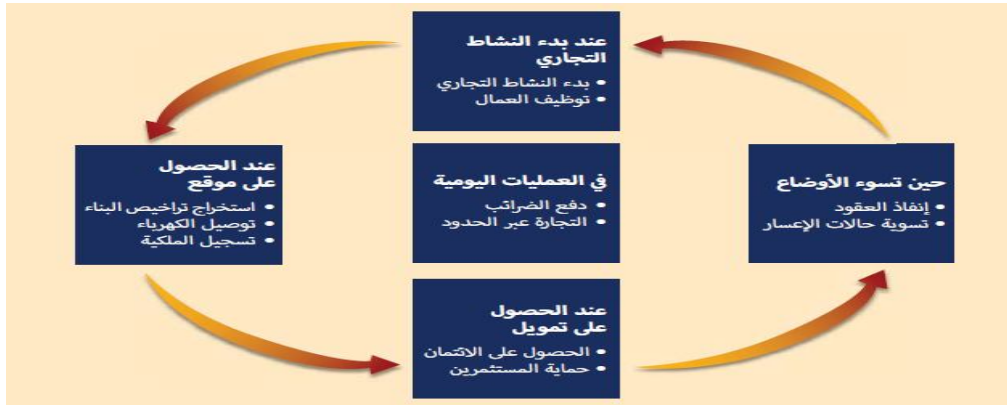 عند بدء النشاط
التجاري
• بدء النشاط التجاري
• توظيف العمال
حين تسوء الأوضاع
• إنفاذ العقود
• تسوية حالات الإعسار
في العمليات اليومية
• دفع الضرائب
• التجارة عبر الحدود
عند الحصول
على موقع
• استخراج تراخيص البناء
• توصيل الكهرباء
• تسجيل الملكية
عند الحصول
على تمويل
• الحصول على الائتمان
• حماية المستثمرين